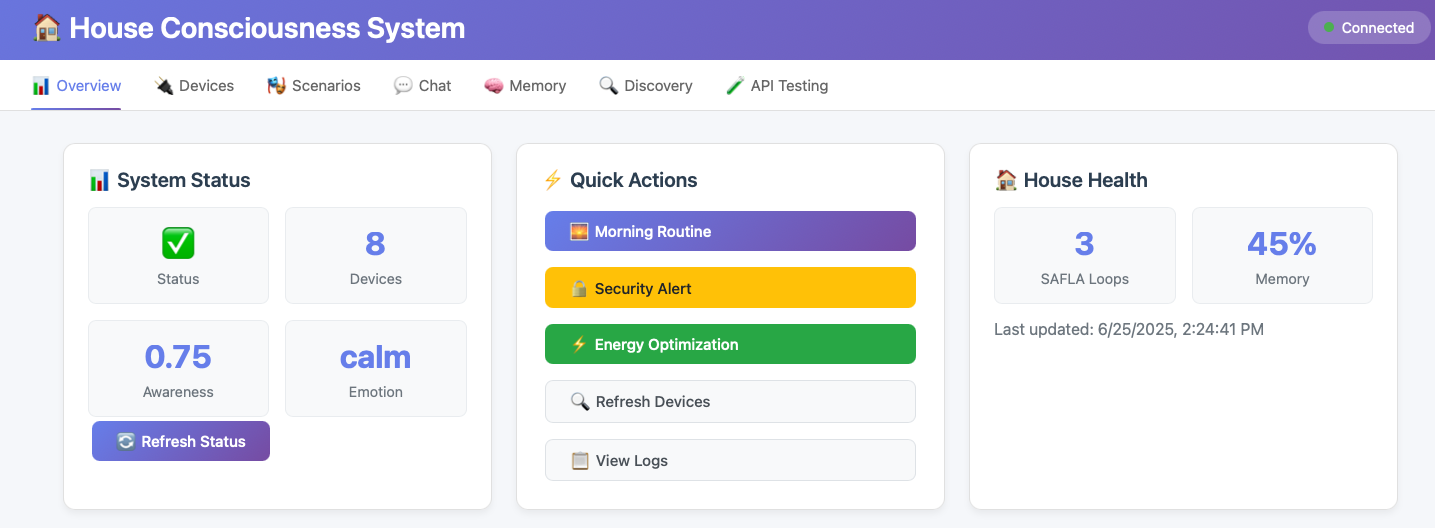 House Consciousness System
Connected
Overview
Devices
Scenarios
Chat
Memory
Discovery
API Testing
System Status
Status
8
Devices
0.75
Awareness
calm
Emotion
Refresh Status
Quick Actions
Morning Routine
Security Alert
Energy Optimization
Refresh Devices
View Logs
House Health
3
SAFLA Loops
45%
Memory
Last updated: 6/25/2025, 2:24:41 PM